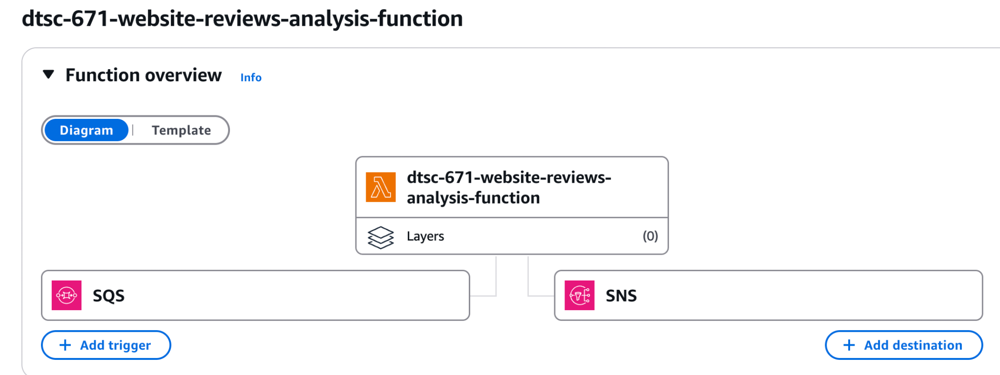 dtsc-671-website-reviews-analysis-function
Function overview Info
Diagram | Template
dtsc-671-website-reviews-
analysis-function
Layers (0)
SQS
SNS
+ Add trigger
+ Add destination